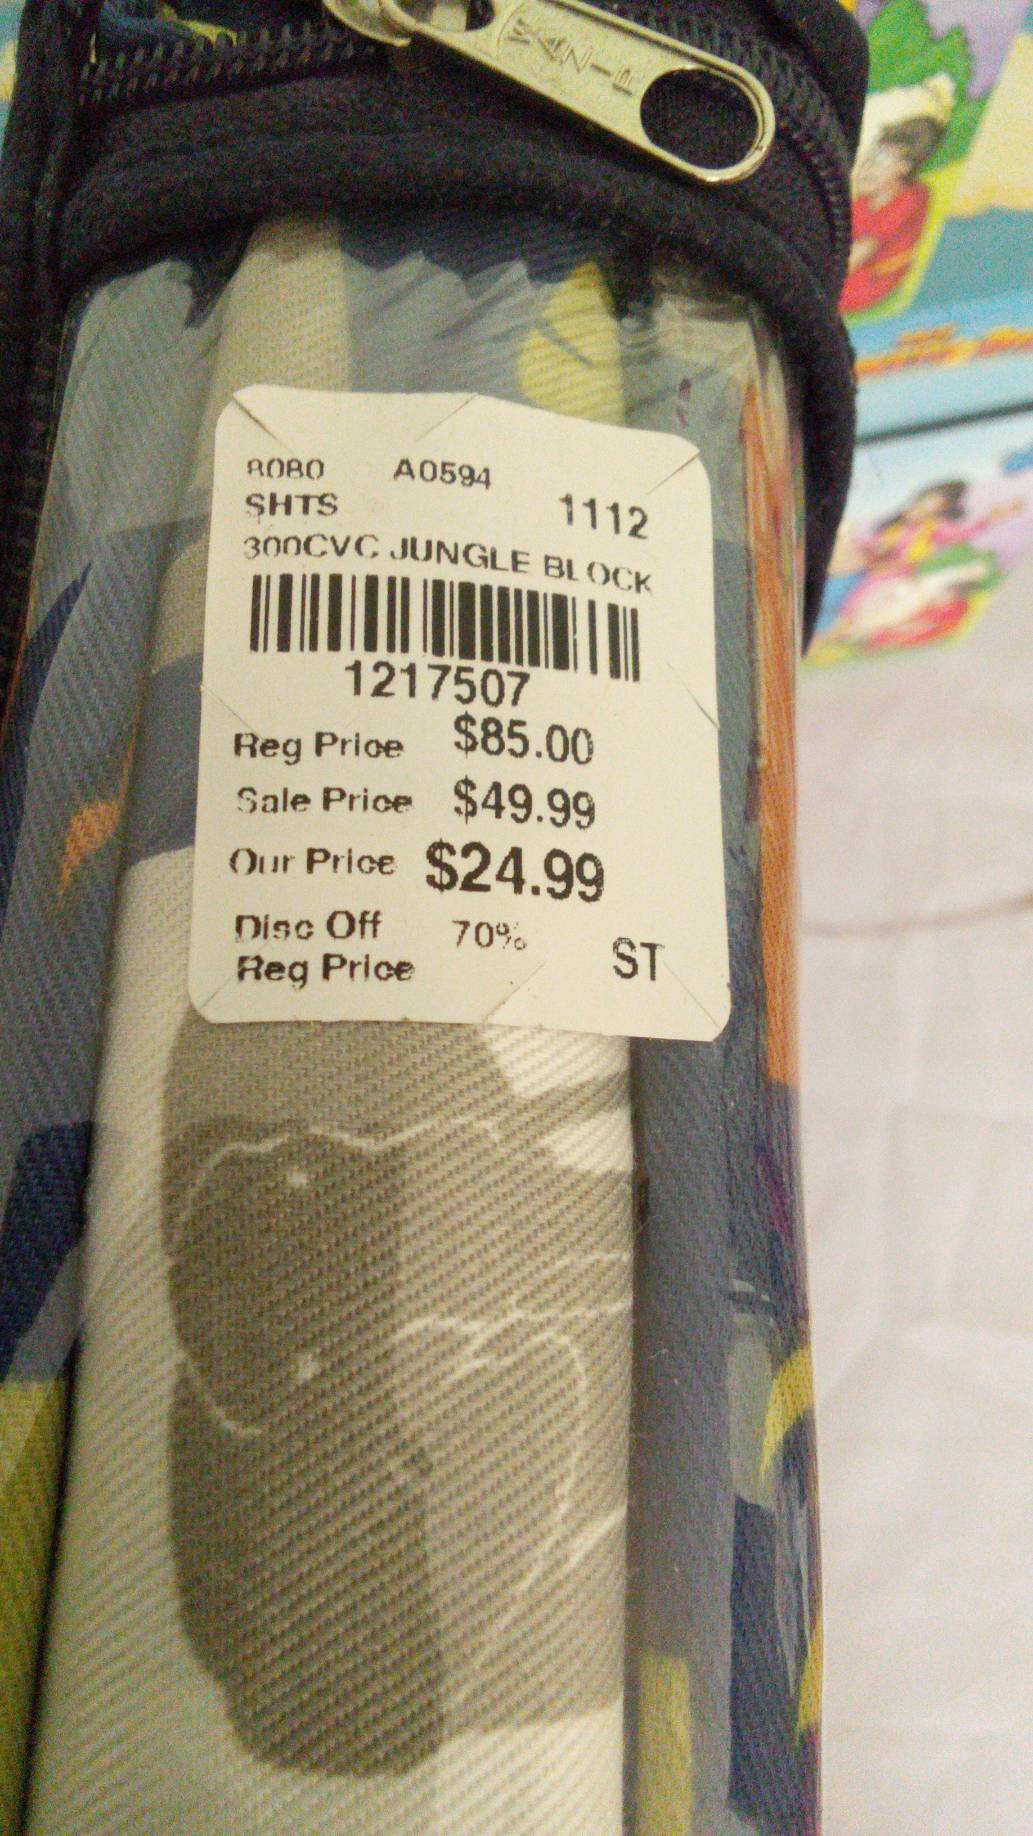 WANLI
8080 A0594
SHTS 1112
300CVC JUNGLE BLOCK
1217507
Reg Price $85.00
Sale Price $49.99
Our Price $24.99
Disc Off 70%
Reg Price ST